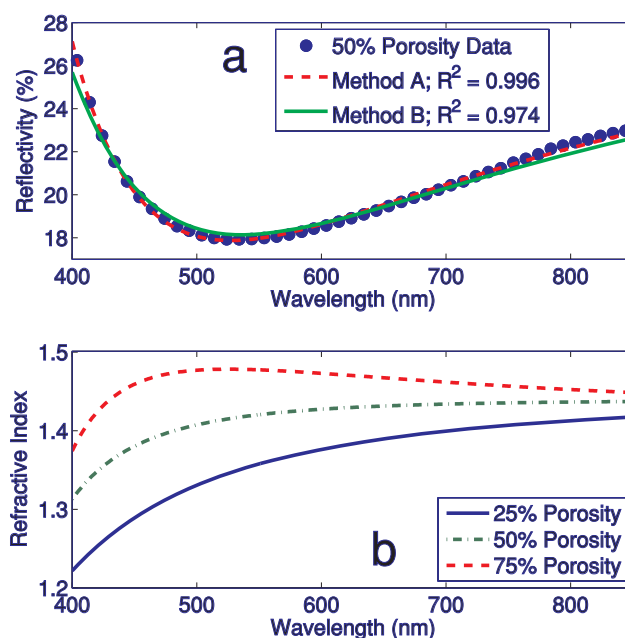 28
26
24
22
20
18
Reflectivity (%)
a
50% Porosity Data
Method A; R² = 0.996
Method B; R² = 0.974
400 500 600 700 800
Wavelength (nm)
1.5
1.4
1.3
1.2
Refractive Index
b
25% Porosity
50% Porosity
75% Porosity
400 500 600 700 800
Wavelength (nm)